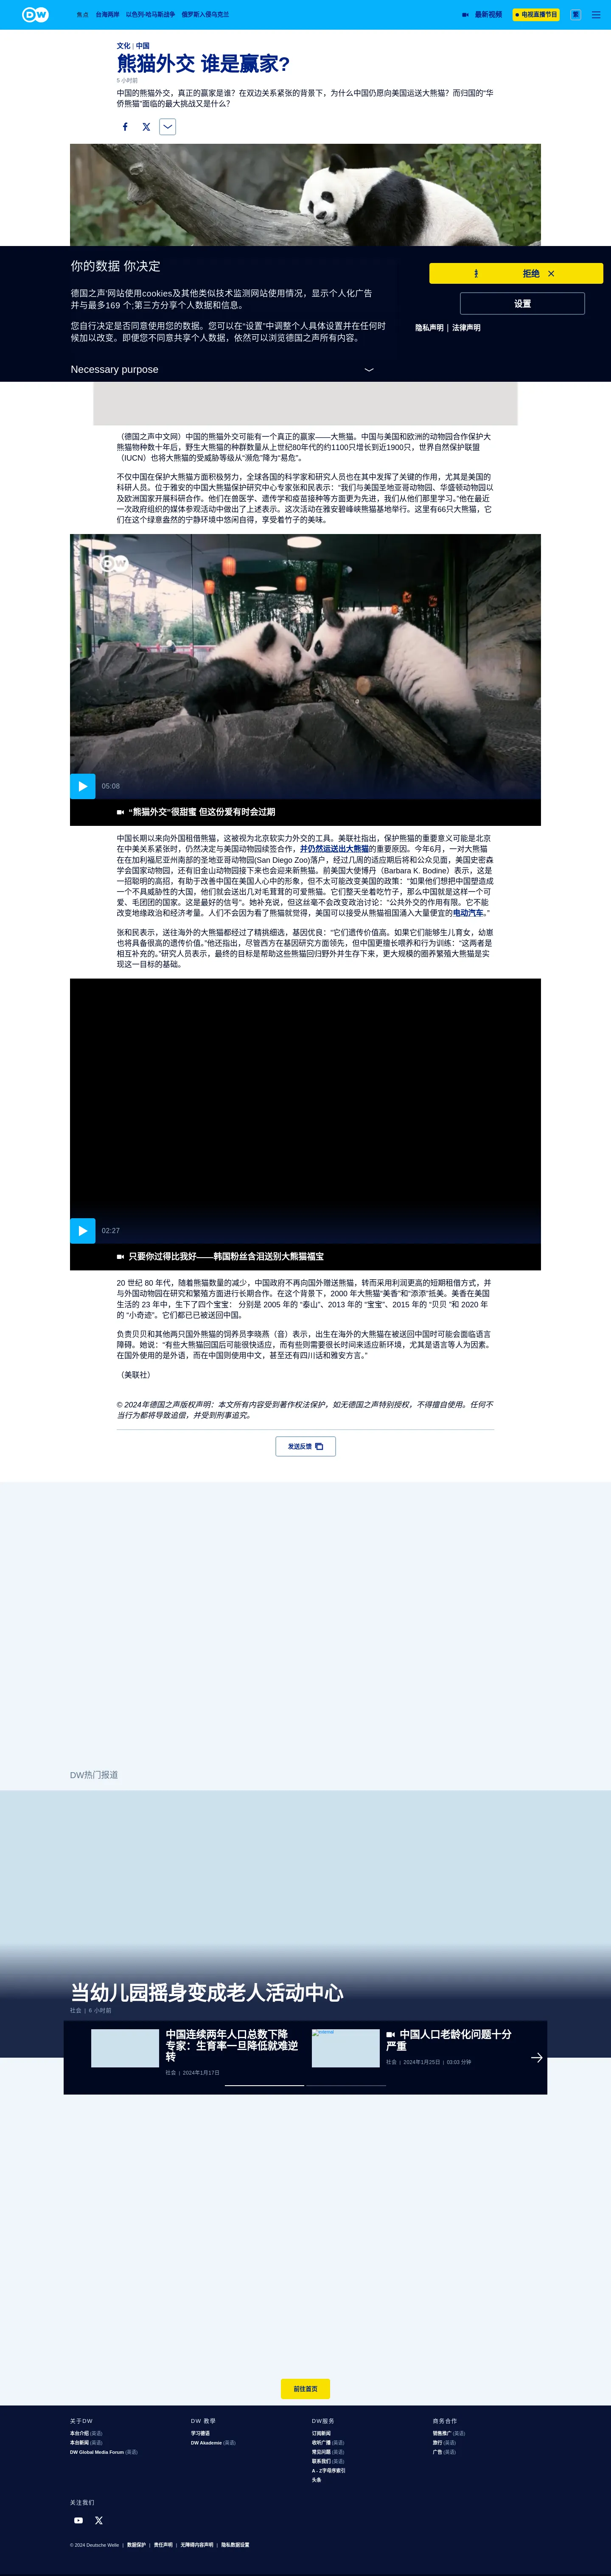 DW
焦点 台海两岸 以色列-哈马斯战争 俄罗斯入侵乌克兰
最新视频
电视直播节目
繁
文化 | 中国
熊猫外交 谁是赢家?
5 小时前
中国的熊猫外交，真正的赢家是谁？在双边关系紧张的背景下，为什么中国仍愿向美国运送大熊猫？而归国的“华
侨熊猫”面临的最大挑战又是什么？
你的数据 你决定
拒绝
德国之声'网站使用cookies及其他类似技术监测网站使用情况，显示个人化广告
并与最多169 个;第三方分享个人数据和信息。
设置
您自行决定是否同意使用您的数据。您可以在“设置”中调整个人具体设置并在任何时
候加以改变。即便您不同意共享个人数据，依然可以浏览德国之声所有内容。
隐私声明 | 法律声明
Necessary purpose
（德国之声中文网）中国的熊猫外交可能有一个真正的赢家——大熊猫。中国与美国和欧洲的动物园合作保护大
熊猫物种数十年后，野生大熊猫的种群数量从上世纪80年代的约1100只增长到近1900只，世界自然保护联盟
（IUCN）也将大熊猫的受威胁等级从“濒危”降为“易危”。
不仅中国在保护大熊猫方面积极努力，全球各国的科学家和研究人员也在其中发挥了关键的作用，尤其是美国的
科研人员。位于雅安的中国大熊猫保护研究中心专家张和民表示：“我们与美国圣地亚哥动物园、华盛顿动物园以
及欧洲国家开展科研合作。他们在兽医学、遗传学和疫苗接种等方面更为先进，我们从他们那里学习。”他在最近
一次政府组织的媒体参观活动中做出了上述表示。这次活动在雅安碧峰峡熊猫基地举行。这里有66只大熊猫，它
们在这个绿意盎然的宁静环境中悠闲自得，享受着竹子的美味。
DW
05:08
“熊猫外交”很甜蜜 但这份爱有时会过期
中国长期以来向外国租借熊猫，这被视为北京软实力外交的工具。美联社指出，保护熊猫的重要意义可能是北京
在中美关系紧张时，仍然决定与美国动物园续签合作，并仍然运送出大熊猫的重要原因。今年6月，一对大熊猫
在加利福尼亚州南部的圣地亚哥动物园(San Diego Zoo)落户，经过几周的适应期后将和公众见面，美国史密森
学会国家动物园，还有旧金山动物园接下来也会迎来新熊猫。前美国大使博丹（Barbara K. Bodine）表示，这是
一招聪明的高招，有助于改善中国在美国人心中的形象，但不太可能改变美国的政策：“如果他们想把中国塑造成
一个不具威胁性的大国，他们就会送出几对毛茸茸的可爱熊猫。它们整天坐着吃竹子，那么中国就是这样一个可
爱、毛团团的国家。这是最好的信号”。她补充说，但这丝毫不会改变政治讨论：“公共外交的作用有限。它不能
改变地缘政治和经济考量。人们不会因为看了熊猫就觉得，美国可以接受从熊猫祖国涌入大量便宜的电动汽车。”
张和民表示，送往海外的大熊猫都经过了精挑细选，基因优良：“它们遗传价值高。如果它们能够生儿育女，幼崽
也将具备很高的遗传价值。”他还指出，尽管西方在基因研究方面领先，但中国更擅长喂养和行为训练：“这两者是
相互补充的。”研究人员表示，最终的目标是帮助这些熊猫回归野外并生存下来，更大规模的圈养繁殖大熊猫是实
现这一目标的基础。
02:27
只要你过得比我好——韩国粉丝含泪送别大熊猫福宝
20 世纪 80 年代，随着熊猫数量的减少，中国政府不再向国外赠送熊猫，转而采用利润更高的短期租借方式，并
与外国动物园在研究和繁殖方面进行长期合作。在这个背景下，2000 年大熊猫“美香”和“添添”抵美。美香在美国
生活的 23 年中，生下了四个宝宝： 分别是 2005 年的 “泰山”、2013 年的 “宝宝”、2015 年的 “贝贝 ”和 2020 年
的 “小奇迹”。它们都已已被送回中国。
负责贝贝和其他两只国外熊猫的饲养员李晓燕（音）表示，出生在海外的大熊猫在被送回中国时可能会面临语言
障碍。她说：“有些大熊猫回国后可能很快适应，而有些则需要很长时间来适应新环境，尤其是语言等人为因素。
在国外使用的是外语，而在中国则使用中文，甚至还有四川话和雅安方言。”
（美联社）
© 2024年德国之声版权声明：本文所有内容受到著作权法保护，如无德国之声特别授权，不得擅自使用。任何不
当行为都将导致追偿，并受到刑事追究。
发送反馈
DW热门报道
当幼儿园摇身变成老人活动中心
社会 | 6 小时前
中国连续两年人口总数下降
专家：生育率一旦降低就难逆
转
社会 | 2024年1月17日
中国人口老龄化问题十分
严重
社会 | 2024年1月25日 | 03:03 分钟
前往首页
关于DW
本台介绍 (英语)
本台新闻 (英语)
DW Global Media Forum (英语)
DW 教学
学习德语
DW Akademie (英语)
DW服务
订阅新闻
收听广播 (英语)
常见问题 (英语)
联系我们 (英语)
A - Z字母序索引
头条
商务合作
销售推广 (英语)
旅行 (英语)
广告 (英语)
关注我们
© 2024 Deutsche Welle | 数据保护 | 责任声明 | 无障碍内容声明 | 隐私数据设置